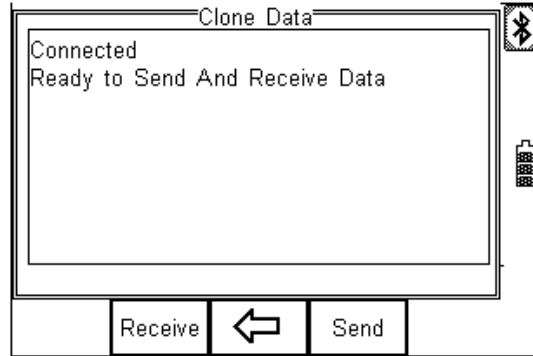 Clone Data
Connected
Ready to Send And Receive Data
Receive
Send